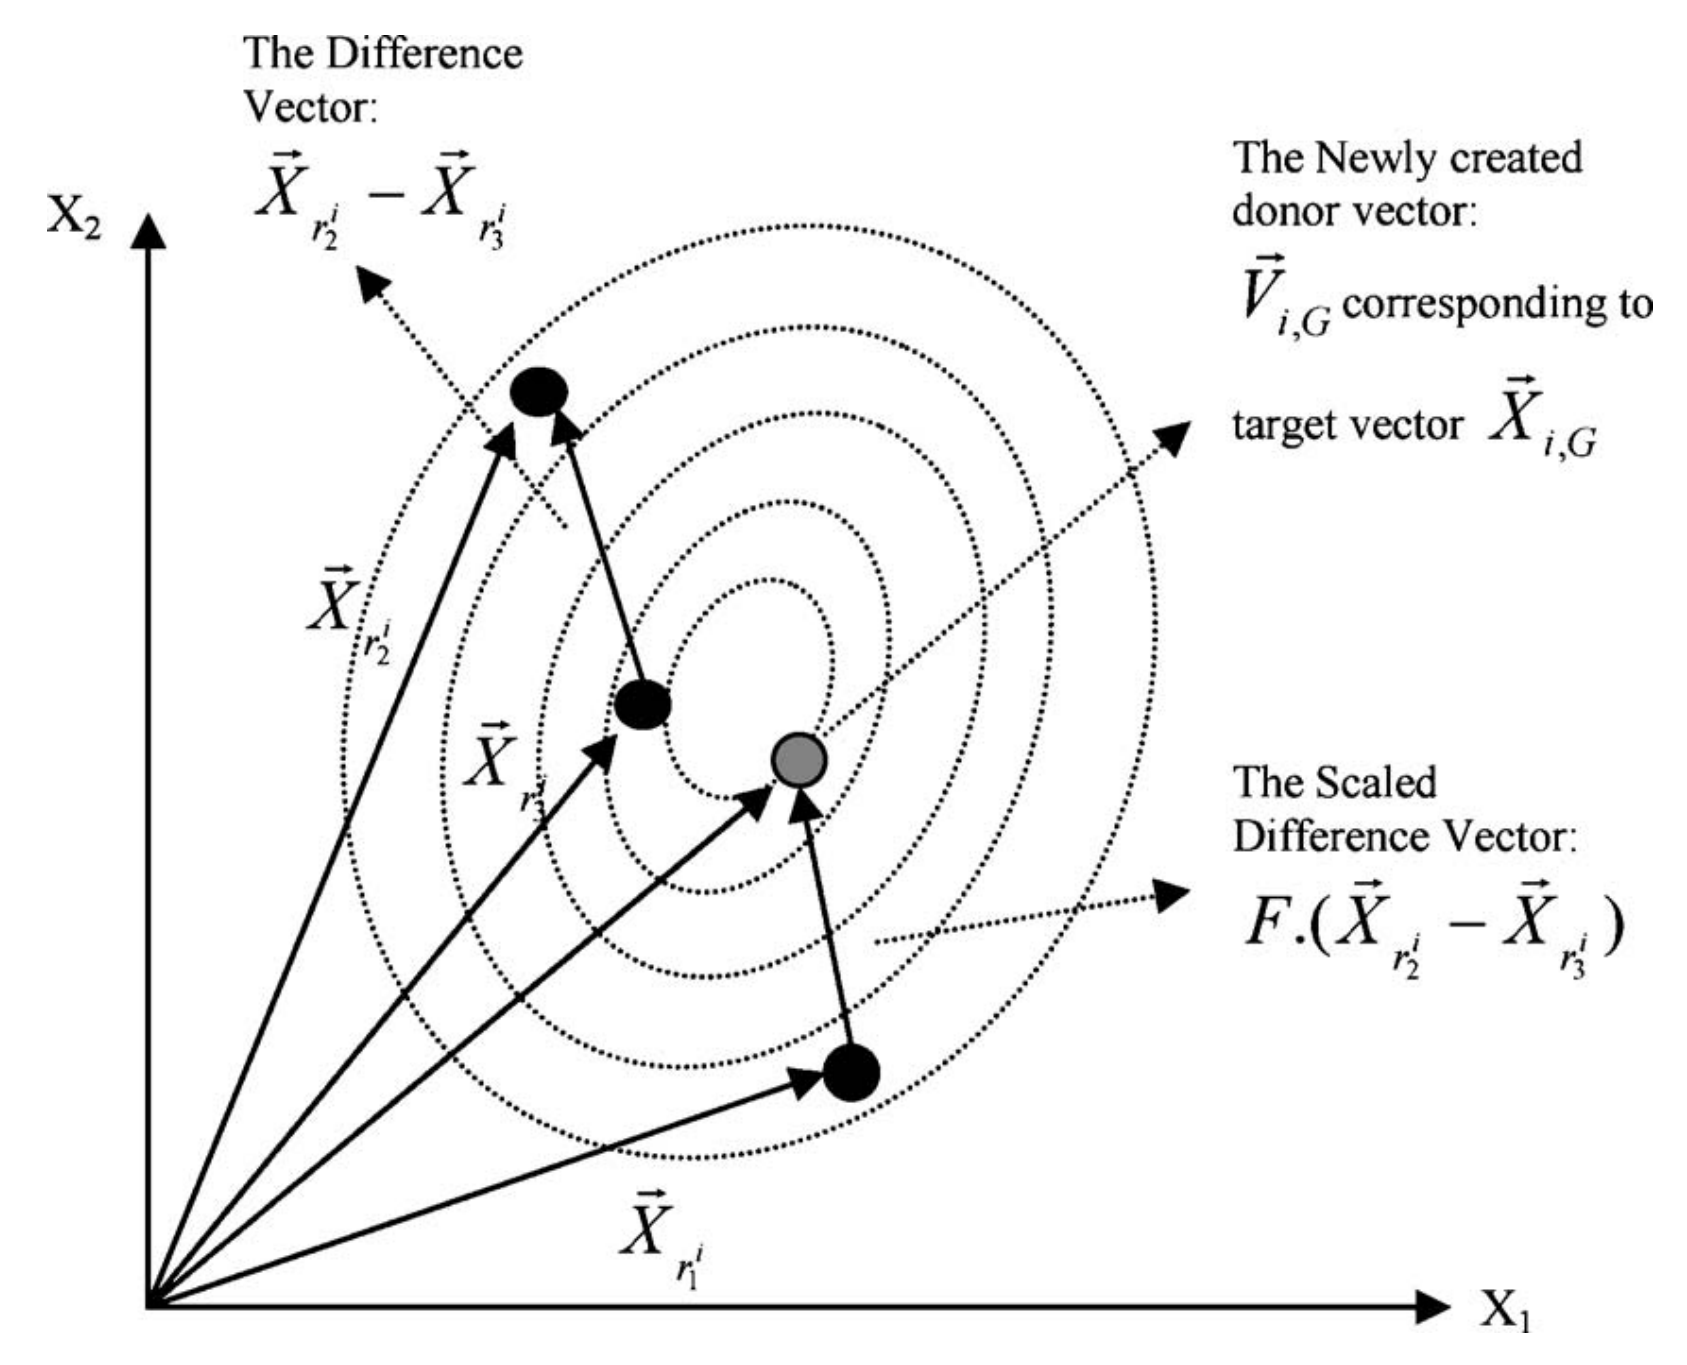 The Difference
Vector:
X⃗ r₂ⁱ − X⃗ r₃ⁱ
X₂
The Newly created
donor vector:
V⃗ i,G corresponding to
target vector X⃗ i,G
X⃗ r₂ⁱ
X⃗ r₃ⁱ
The Scaled
Difference Vector:
F.(X⃗ r₂ⁱ − X⃗ r₃ⁱ)
X⃗ r₁ⁱ
X₁